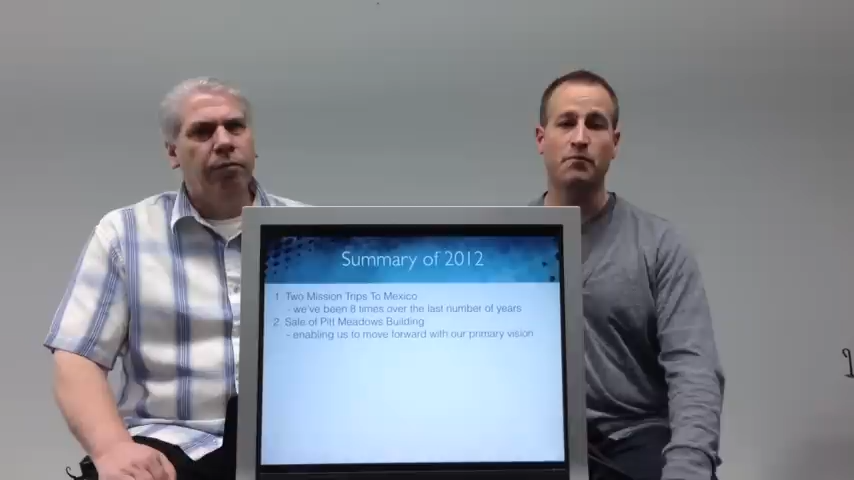 Summary of 2012
1. Two Mission Trips To Mexico
- we've been 8 times over the last number of years
2. Sale of Pitt Meadows Building
- enabling us to move forward with our primary vision